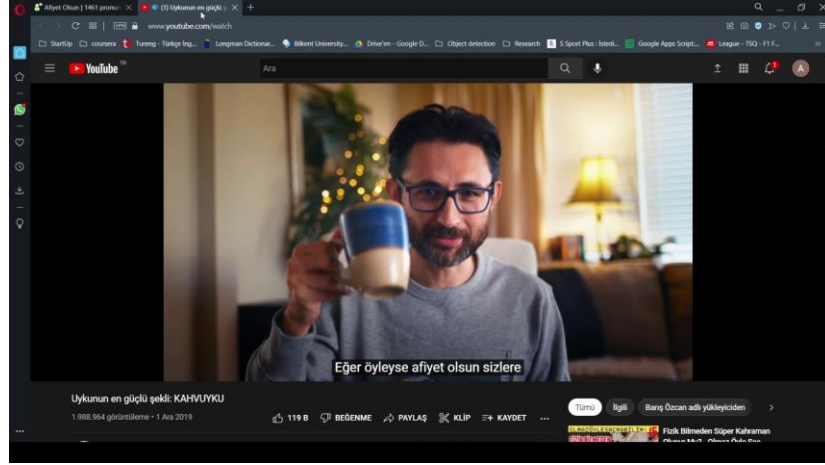 Afiyet Olsun | 1461 pronun
(1) Uykunun en güçlü ş
VPN
www.youtube.com/watch
StartUp
coursera
Tureng - Türkçe İng...
Longman Dictionar...
Bilkent University...
Drive'ım - Google D...
Object detection
Research
S Sport Plus : İstedi...
Google Apps Script:...
League - TSQ - F1 F...
YouTube TR
Ara
1
A
Eğer öyleyse afiyet olsun sizlere
Uykunun en güçlü şekli: KAHVUYKU
1.988.964 görüntüleme • 1 Ara 2019
119 B
BEĞENME
PAYLAŞ
KLİP
KAYDET
Tümü
İlgili
Barış Özcan adlı yükleyiciden
Fizik Bilmeden Süper Kahraman